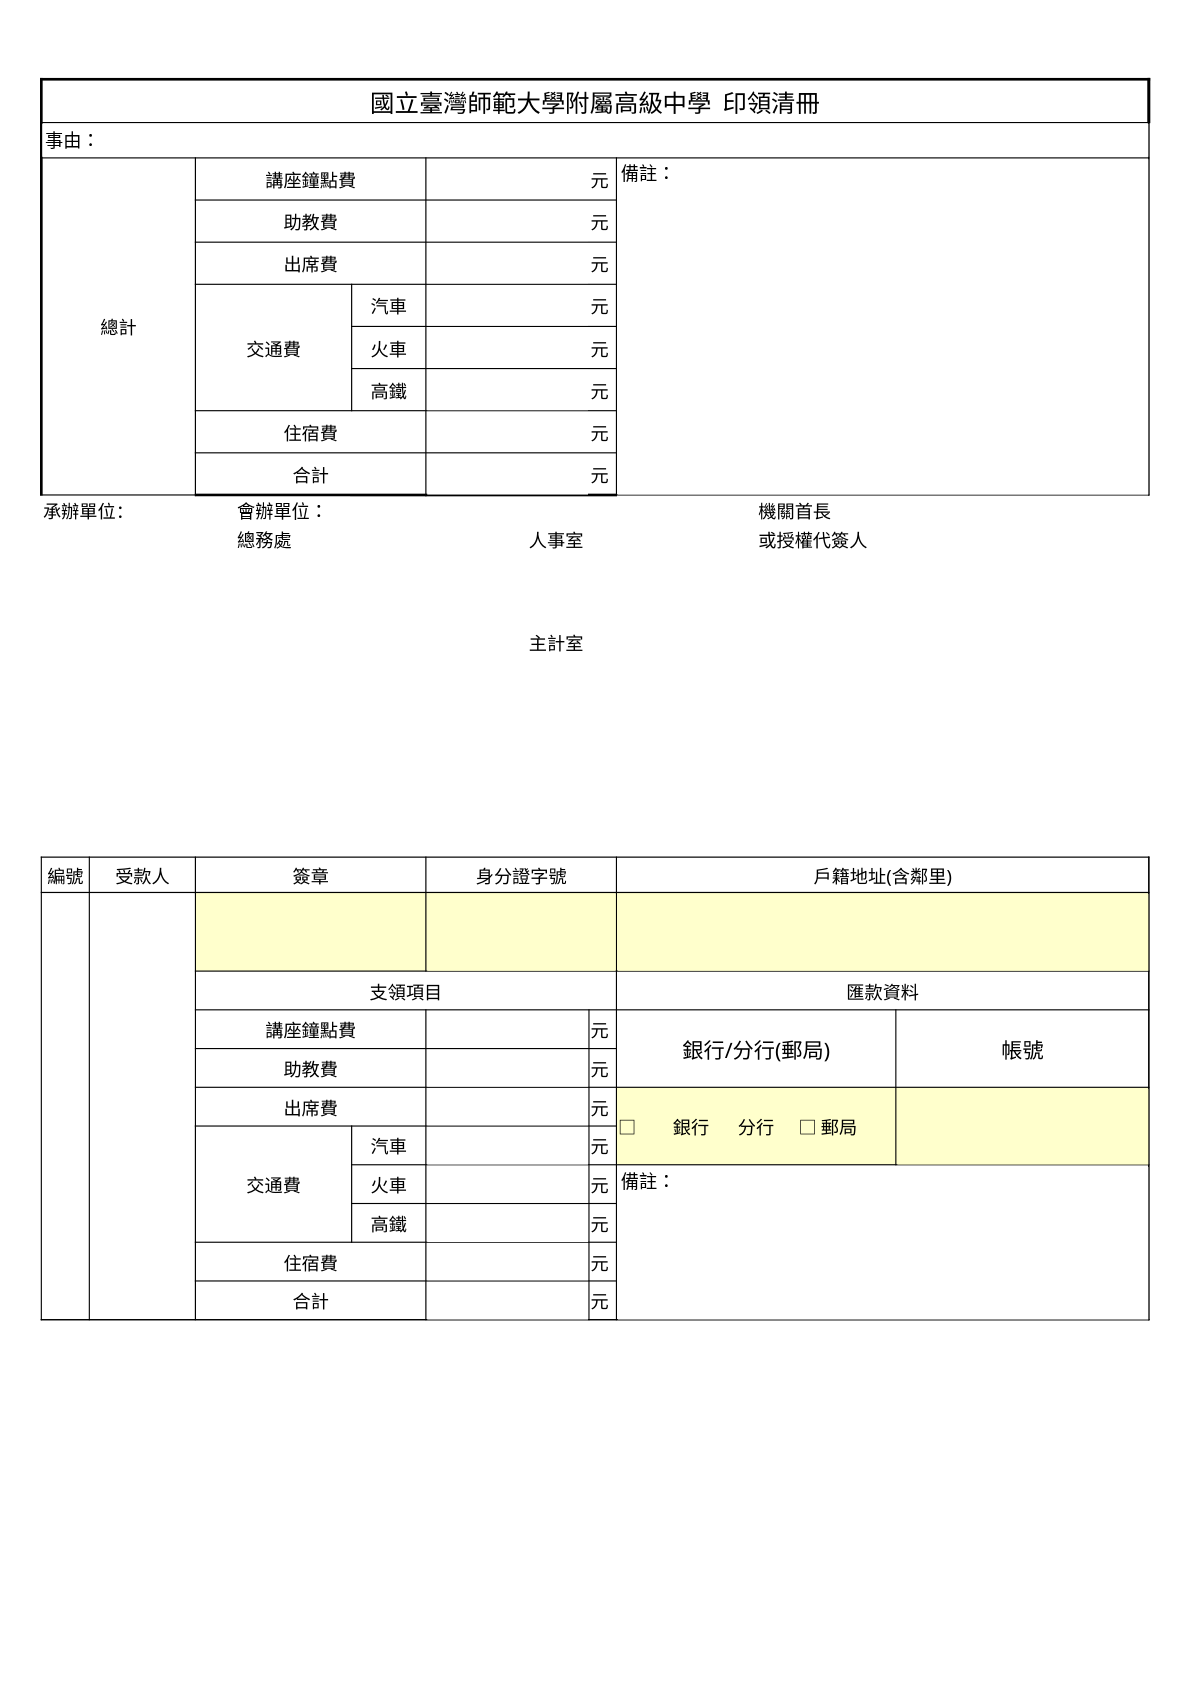 國立臺灣師範大學附屬高級中學 印領清冊
事由：
總計
講座鐘點費 元
備註：
助教費 元
出席費 元
交通費
汽車 元
火車 元
高鐵 元
住宿費 元
合計 元
承辦單位: 會辦單位： 機關首長
總務處 人事室 或授權代簽人
主計室
編號 受款人 簽章 身分證字號 戶籍地址(含鄰里)
支領項目 匯款資料
講座鐘點費 元
銀行/分行(郵局) 帳號
助教費 元
出席費 元
□ 銀行 分行 □ 郵局
交通費
汽車 元
火車 元
備註：
高鐵 元
住宿費 元
合計 元